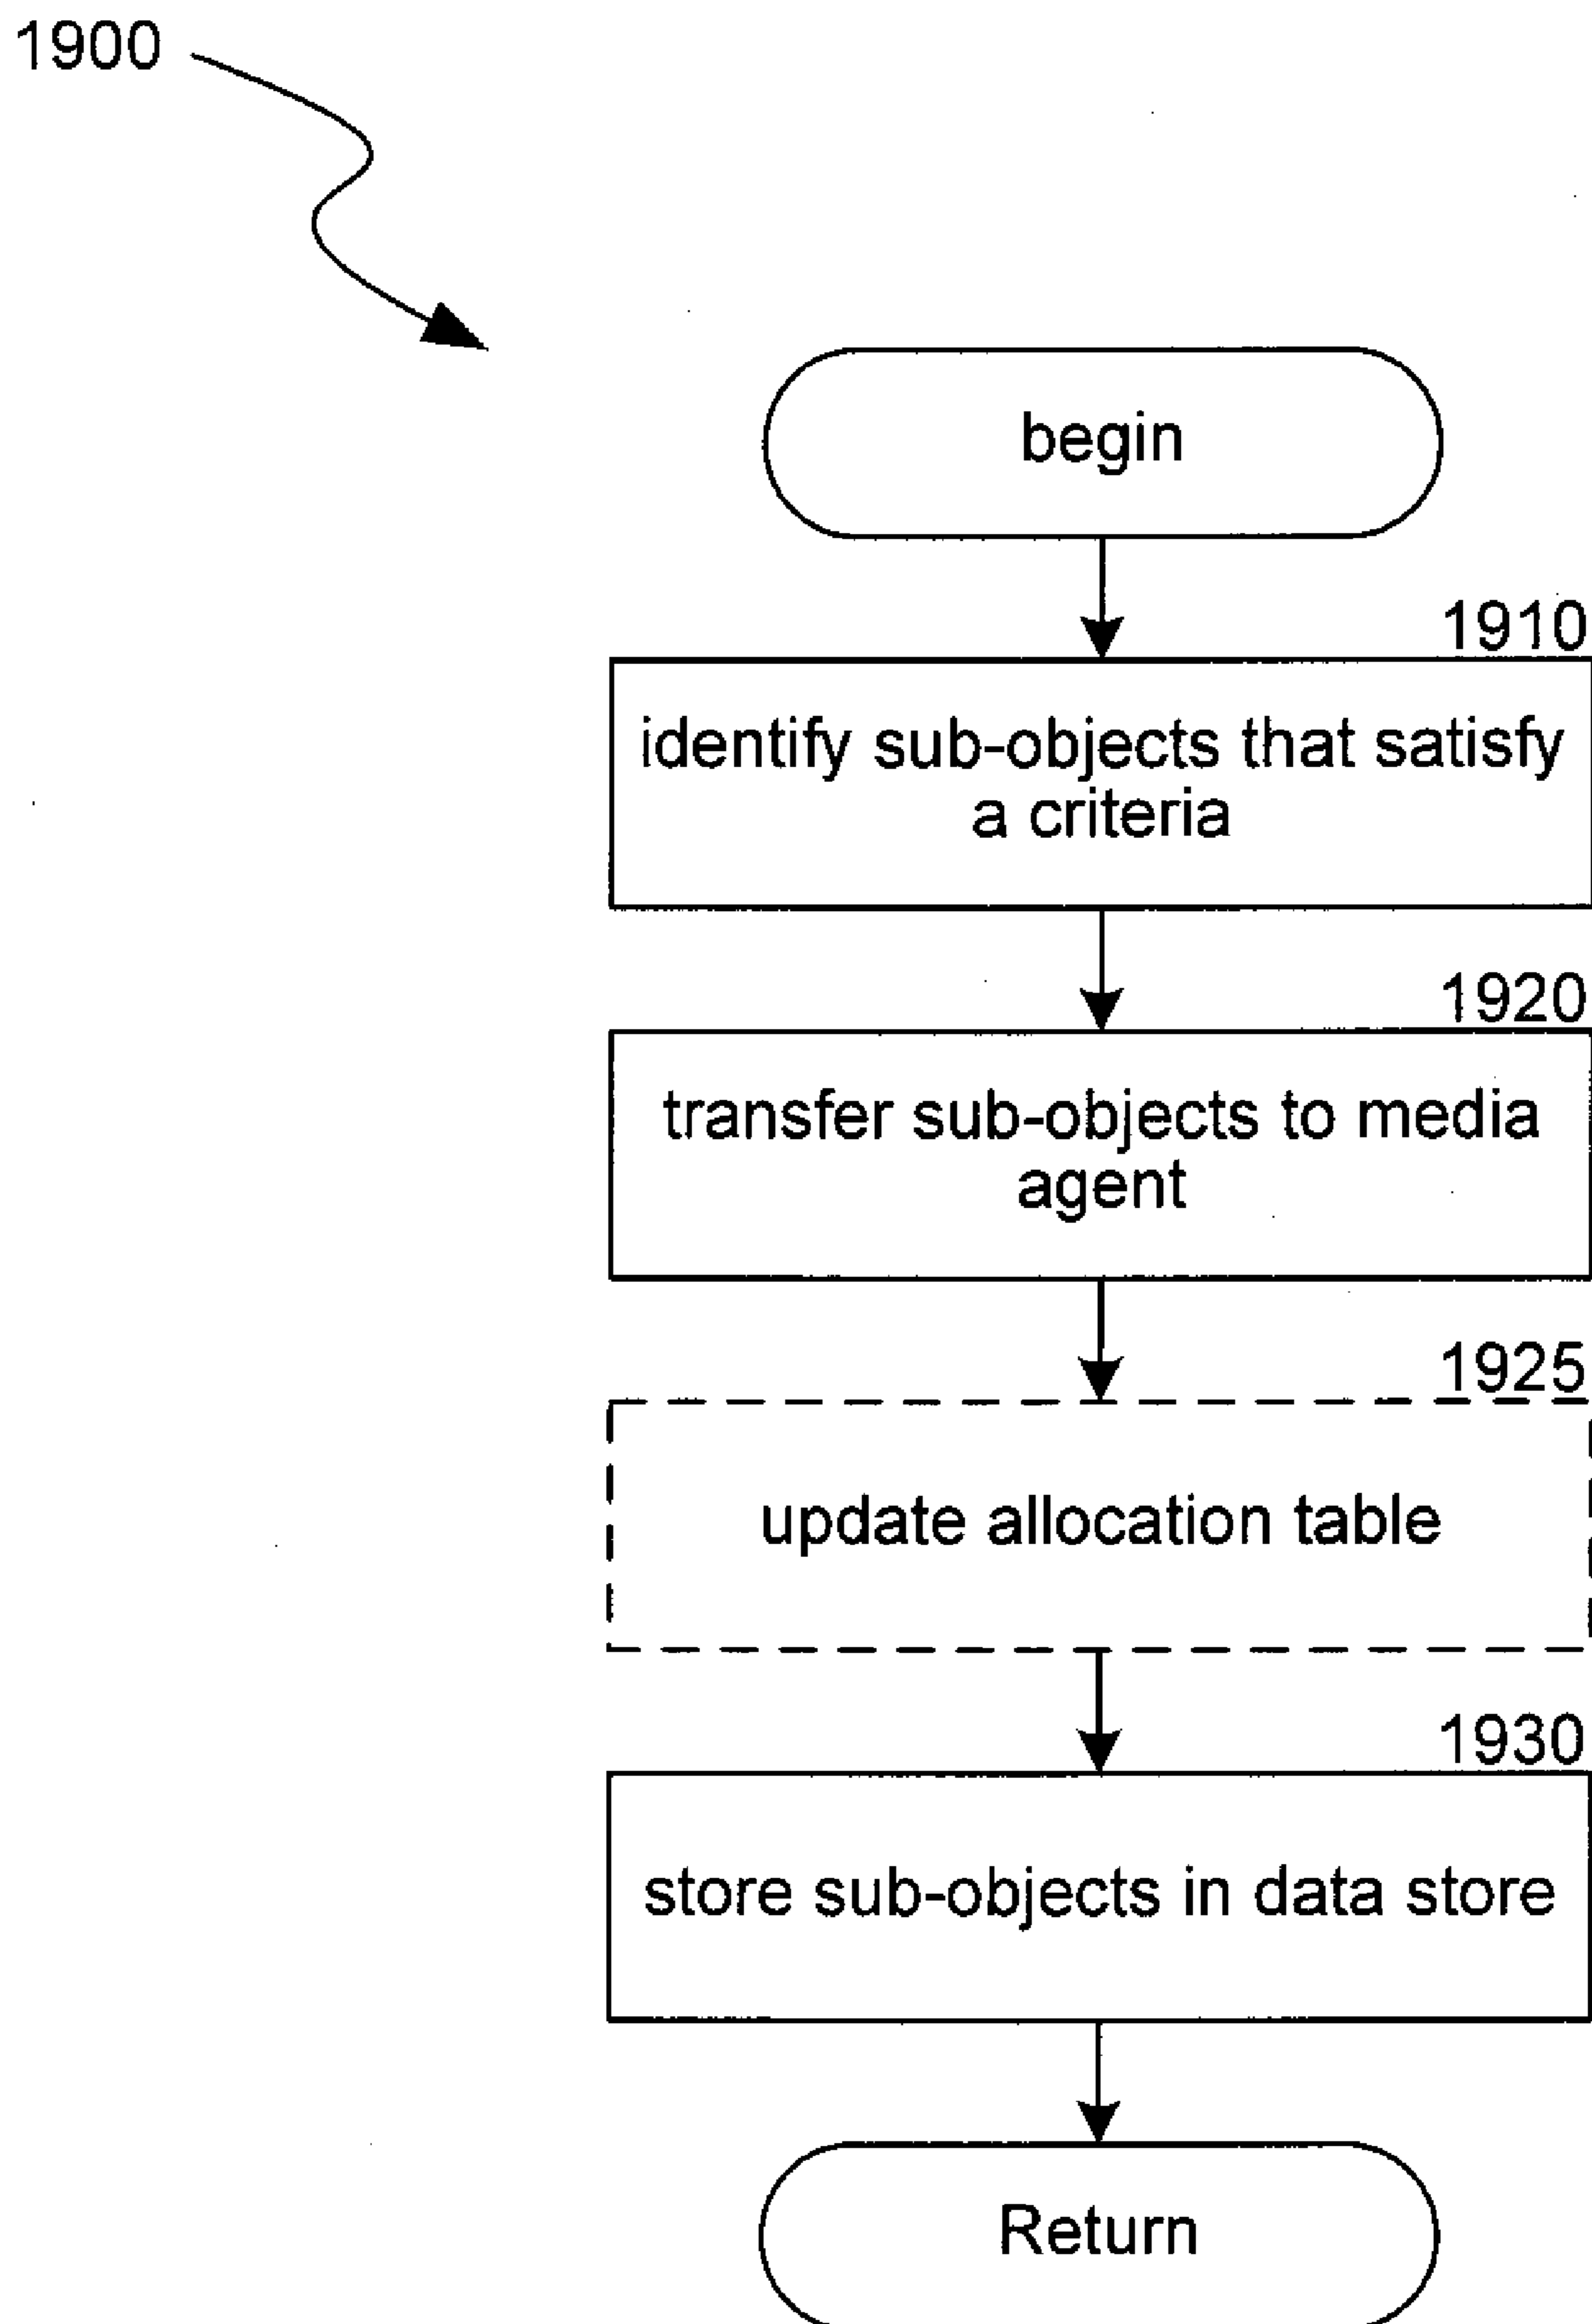 1900
begin
1910
identify sub-objects that satisfy
a criteria
1920
transfer sub-objects to media
agent
1925
update allocation table
1930
store sub-objects in data store
Return